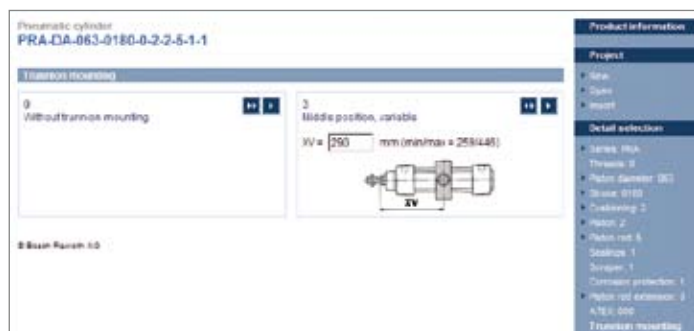 Pneumatic cylinder
PRA-DA-063-0180-0-2-2-5-1-1
Trunnion mounting
0
Without trunnion mounting
3
Middle position, variable
XV = 290 mm (min/max = 259/446)
XV
© Bosch Rexroth AG
Product information
Project
New
Open
Import
Detail selection
Series: PRA
Threads: 0
Piston diameter: 063
Stroke: 0180
Cushioning: 2
Piston: 2
Piston rod: 5
Sealings: 1
Scraper: 1
Corrosion protection: 1
Piston rod extension:
ATEX: 000
Trunnion mounting